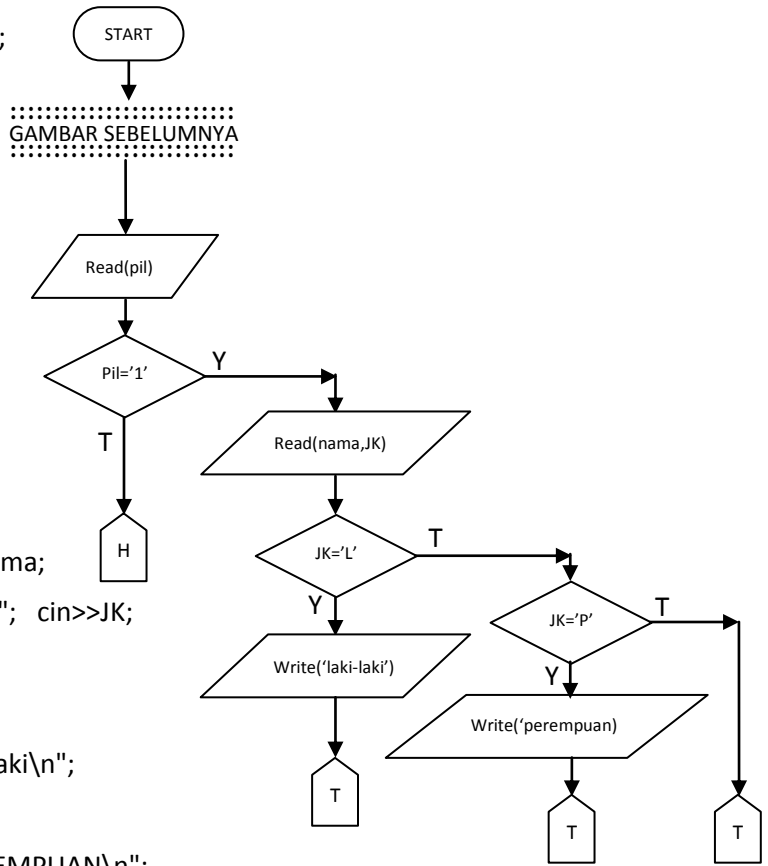 ;
START
GAMBAR SEBELUMNYA
Read(pil)
Pil='1'
Y
T
Read(nama,JK)
H
JK='L'
T
ma;
"; cin>>JK;
Y
JK='P'
T
Write('laki-laki')
Y
Write('perempuan)
aki\n";
T
T
T
EMPUAN\n";